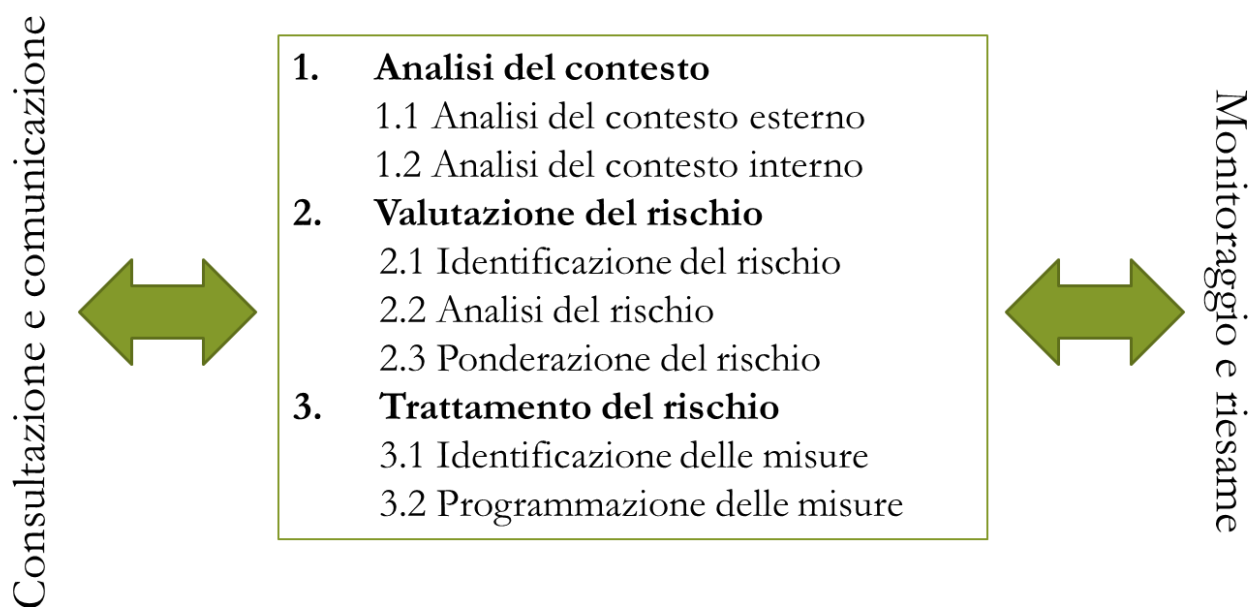 Consultazione e comunicazione
1. Analisi del contesto
1.1 Analisi del contesto esterno
1.2 Analisi del contesto interno
2. Valutazione del rischio
2.1 Identificazione del rischio
2.2 Analisi del rischio
2.3 Ponderazione del rischio
3. Trattamento del rischio
3.1 Identificazione delle misure
3.2 Programmazione delle misure
Monitoraggio e riesame